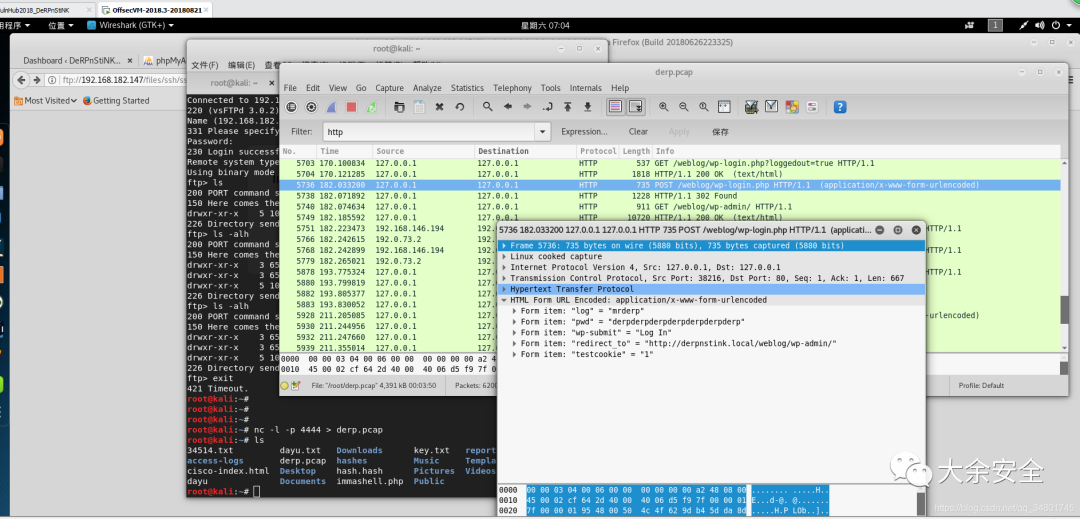 ulnHub2018_DeRPnStiNK
OffsecVM-2018.3-20180821
用程序
位置
Wireshark (GTK+)
星期六 07:04
1
Firefox (Build 20180626223325)
Dashboard ‹ DeRPnStiNK...
phpMyA
ftp://192.168.182.147/files/ssh/ss
Most Visited
Getting Started
root@kali: ~
文件(F)
编辑(E)
root@kali: ~
Connected to 192.1
220 (vsFTPd 3.0.2)
Name (192.168.182.
331 Please specify
Password:
230 Login successf
Remote system type
Using binary mode
ftp> ls
200 PORT command s
150 Here comes the
drwxr-xr-x 5 10
226 Directory send
ftp> ls -alh
200 PORT command s
150 Here comes the
drwxr-xr-x 3 65
drwxr-xr-x 3 65
drwxr-xr-x 5 10
226 Directory send
ftp> ls -alh
200 PORT command s
150 Here comes the
drwxr-xr-x 3 65
drwxr-xr-x 3 65
drwxr-xr-x 5 10
226 Directory send
ftp> exit
421 Timeout.
root@kali:~#
root@kali:~#
root@kali:~#
root@kali:~# nc -l -p 4444 > derp.pcap
root@kali:~# ls
34514.txt dayu.txt Downloads key.txt report
access-logs derp.pcap hashes Music Templa
cisco-index.html Desktop hash.hash Pictures Videos
dayu Documents immashell.php Public
root@kali:~#
derp.pcap
File Edit View Go Capture Analyze Statistics Telephony Tools Internals Help
Filter: http Expression... Clear Apply 保存
No. Time Source Destination Protocol Length Info
5703 170.100834 127.0.0.1 127.0.0.1 HTTP 537 GET /weblog/wp-login.php?loggedout=true HTTP/1.1
5704 170.121285 127.0.0.1 127.0.0.1 HTTP 1818 HTTP/1.1 200 OK (text/html)
5736 182.033200 127.0.0.1 127.0.0.1 HTTP 735 POST /weblog/wp-login.php HTTP/1.1 (application/x-www-form-urlencoded)
5738 182.071892 127.0.0.1 127.0.0.1 HTTP 1228 HTTP/1.1 302 Found
5740 182.074634 127.0.0.1 127.0.0.1 HTTP 911 GET /weblog/wp-admin/ HTTP/1.1
5749 182.185592 127.0.0.1 127.0.0.1 HTTP 10720 HTTP/1.1 200 OK (text/html)
5751 182.223473 168.168.146.194 HTTP/1.1
5766 182.242615 192.0.73.2
5768 182.242899 168.168.146.194 HTTP/1.1
5779 182.265021 192.0.73.2
5878 193.775324 127.0.0.1 HTTP/1.1
5880 193.799819 127.0.0.1
5882 193.805377 127.0.0.1
5883 193.830052 127.0.0.1
5928 211.205085 127.0.0.1 oded)
5930 211.244956 127.0.0.1
5932 211.247660 127.0.0.1
5939 211.355014 127.0.0.1
0000 00 00 03 04 00 06 00 00 00 00 00 00 a2 4
0010 45 00 02 cf 64 2d 40 00 40 06 d5 f9 7f 0
File: "/root/derp.pcap" 4,391 kB 00:03:50
Packets: 6200
Profile: Default
5736 182.033200 127.0.0.1 127.0.0.1 HTTP 735 POST /weblog/wp-login.php HTTP/1.1 (applicati...
Frame 5736: 735 bytes on wire (5880 bits), 735 bytes captured (5880 bits)
Linux cooked capture
Internet Protocol Version 4, Src: 127.0.0.1, Dst: 127.0.0.1
Transmission Control Protocol, Src Port: 38216, Dst Port: 80, Seq: 1, Ack: 1, Len: 667
Hypertext Transfer Protocol
HTML Form URL Encoded: application/x-www-form-urlencoded
Form item: "log" = "mrderp"
Form item: "pwd" = "derpderpderpderpderpderpderp"
Form item: "wp-submit" = "Log In"
Form item: "redirect_to" = "http://derpnstink.local/weblog/wp-admin/"
Form item: "testcookie" = "1"
0000 00 00 03 04 00 06 00 00 00 00 00 00 a2 48 08 00 ........ .....H..
0010 45 00 02 cf 64 2d 40 00 40 06 d5 f9 7f 00 00 01 E...d-@. @.......
0020 7f 00 00 01 95 48 00 50 4c 4f 62 9d b4 5d da 8d .....H.P LOb..]..
大余安全